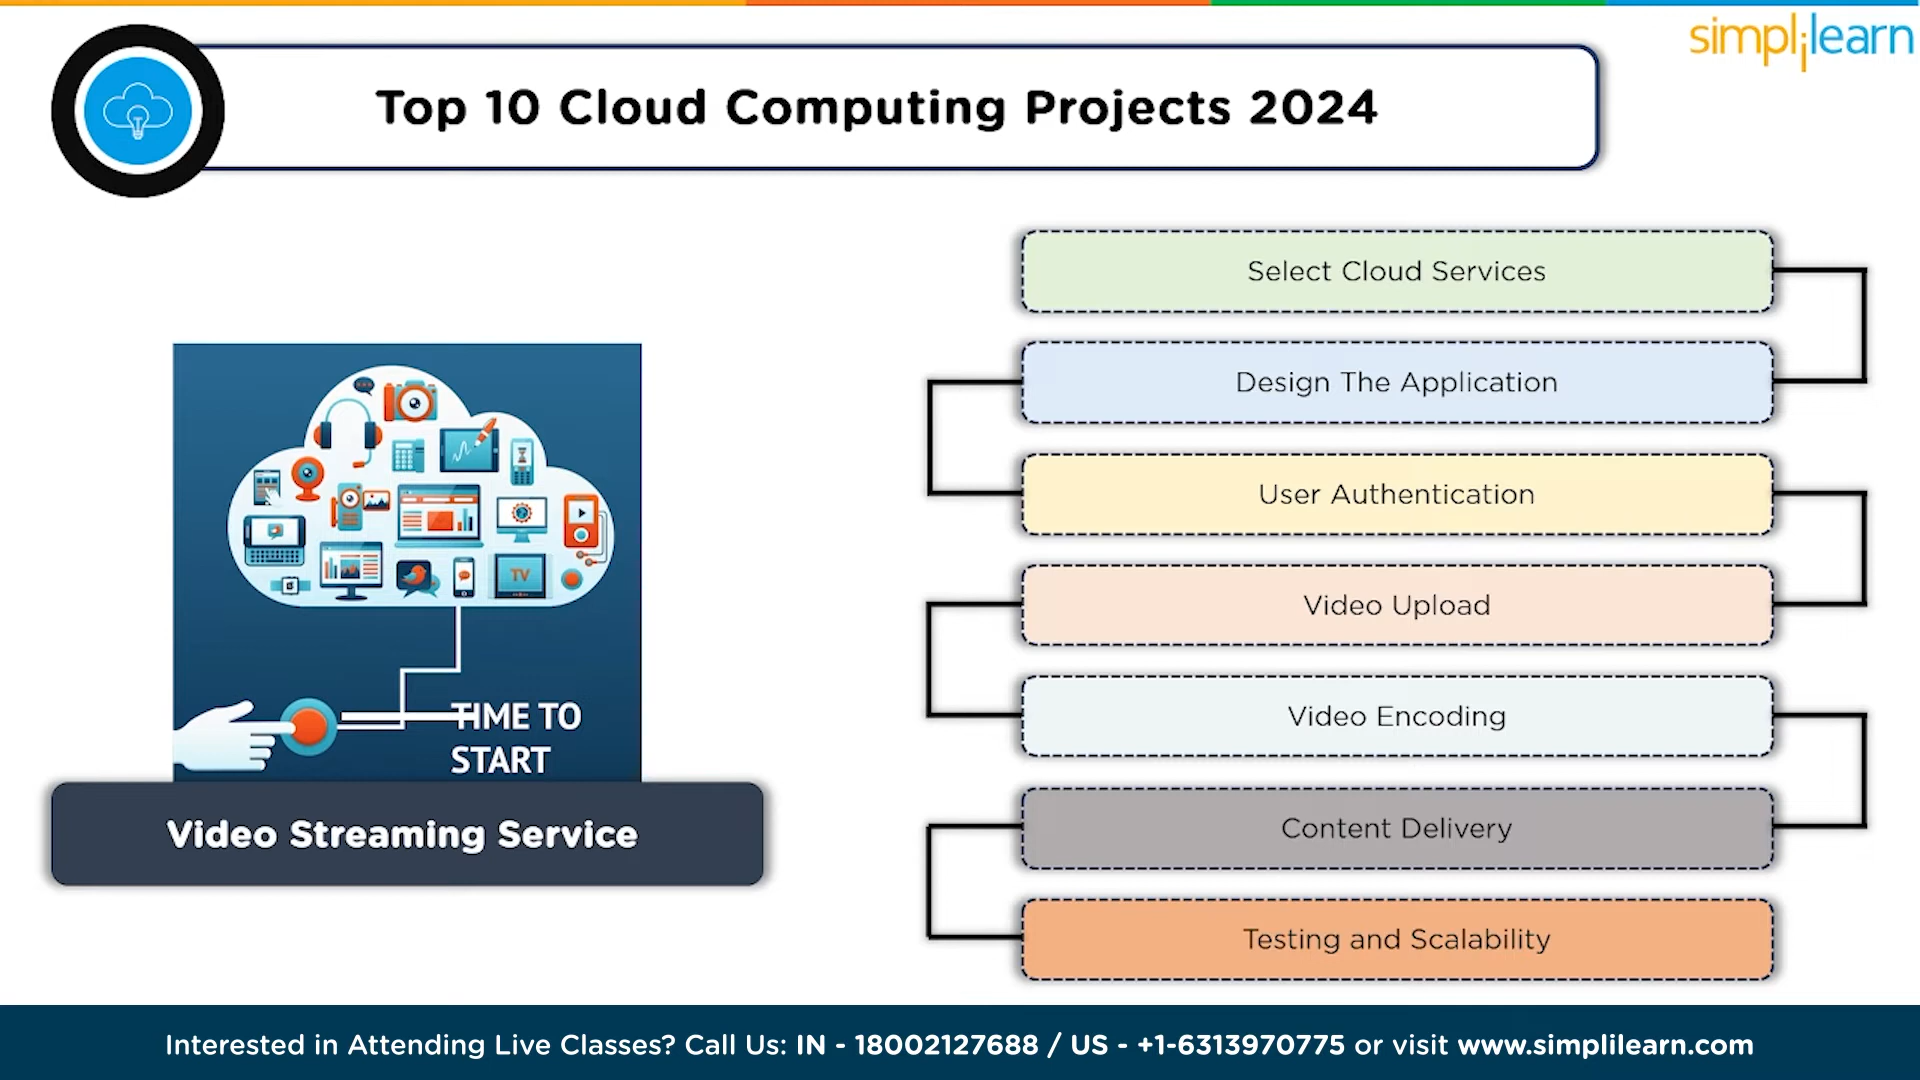 simplilearn
Top 10 Cloud Computing Projects 2024
Select Cloud Services
Design The Application
User Authentication
Video Upload
Video Encoding
Content Delivery
Testing and Scalability
TV
TIME TO
START
Video Streaming Service
Interested in Attending Live Classes? Call Us: IN - 18002127688 / US - +1-6313970775 or visit www.simplilearn.com